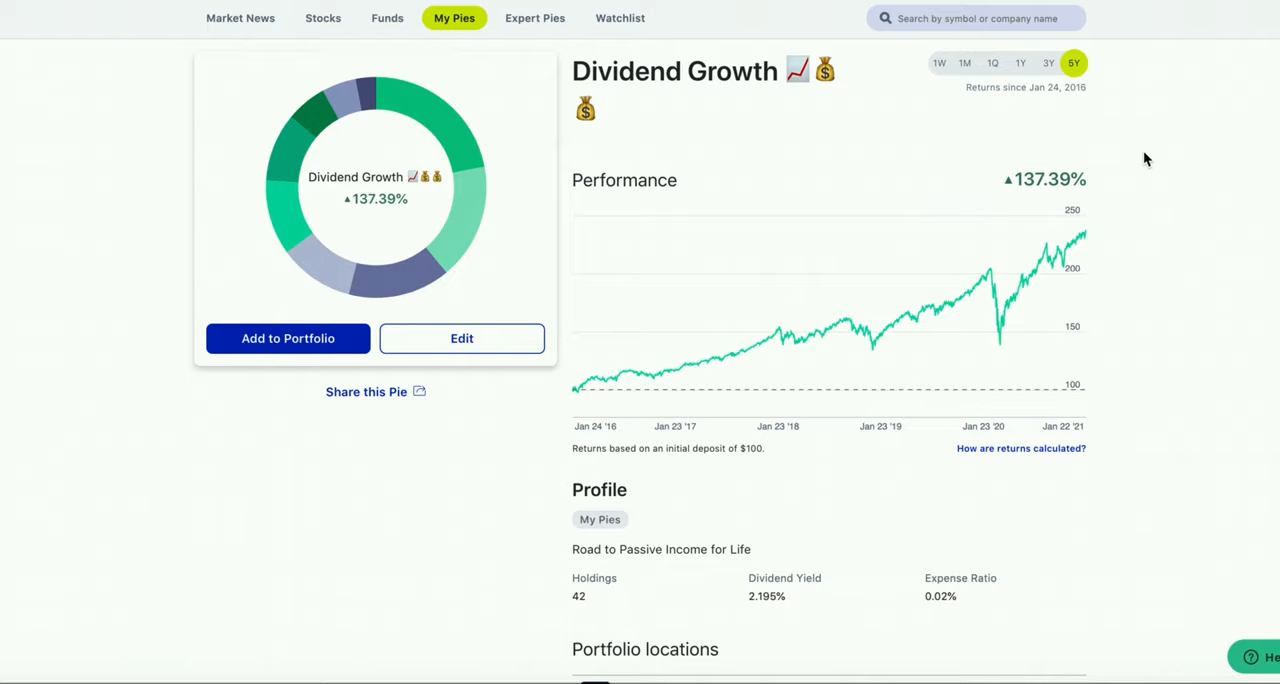 Market News Stocks Funds My Pies Expert Pies Watchlist Search by symbol or company name
Dividend Growth 📈💰
💰
1W 1M 1Q 1Y 3Y 5Y
Returns since Jan 24, 2016
Dividend Growth 📈💰💰
▲137.39%
Add to Portfolio Edit
Share this Pie
Performance ▲137.39%
250
200
150
100
Jan 24 '16 Jan 23 '17 Jan 23 '18 Jan 23 '19 Jan 23 '20 Jan 22 '21
Returns based on an initial deposit of $100. How are returns calculated?
Profile
My Pies
Road to Passive Income for Life
Holdings Dividend Yield Expense Ratio
42 2.195% 0.02%
Portfolio locations